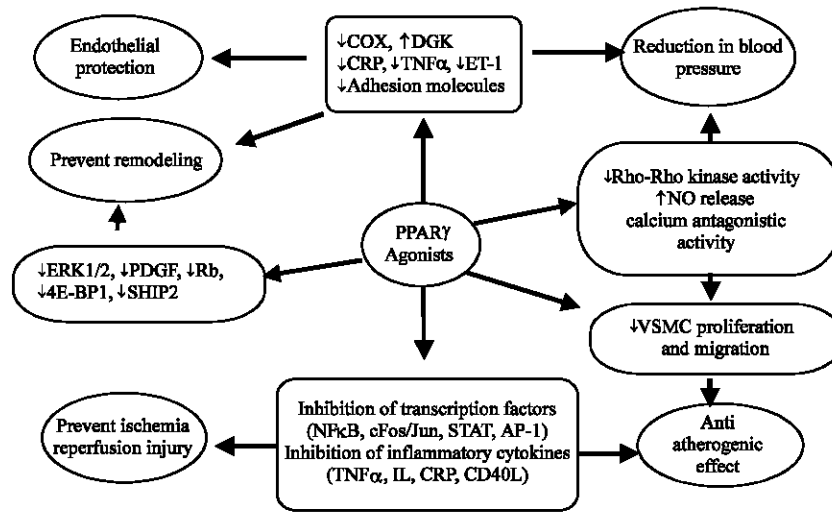 Endothelial
protection
↓COX, ↑DGK
↓CRP, ↓TNFα, ↓ET-1
↓Adhesion molecules
Reduction in blood
pressure
Prevent remodeling
↓Rho-Rho kinase activity
↑NO release
calcium antagonistic
activity
PPARγ
Agonists
↓ERK1/2, ↓PDGF, ↓Rb,
↓4E-BP1, ↓SHIP2
↓VSMC proliferation
and migration
Prevent ischemia
reperfusion injury
Inhibition of transcription factors
(NFκB, cFos/Jun, STAT, AP-1)
Inhibition of inflammatory cytokines
(TNFα, IL, CRP, CD40L)
Anti
atherogenic
effect